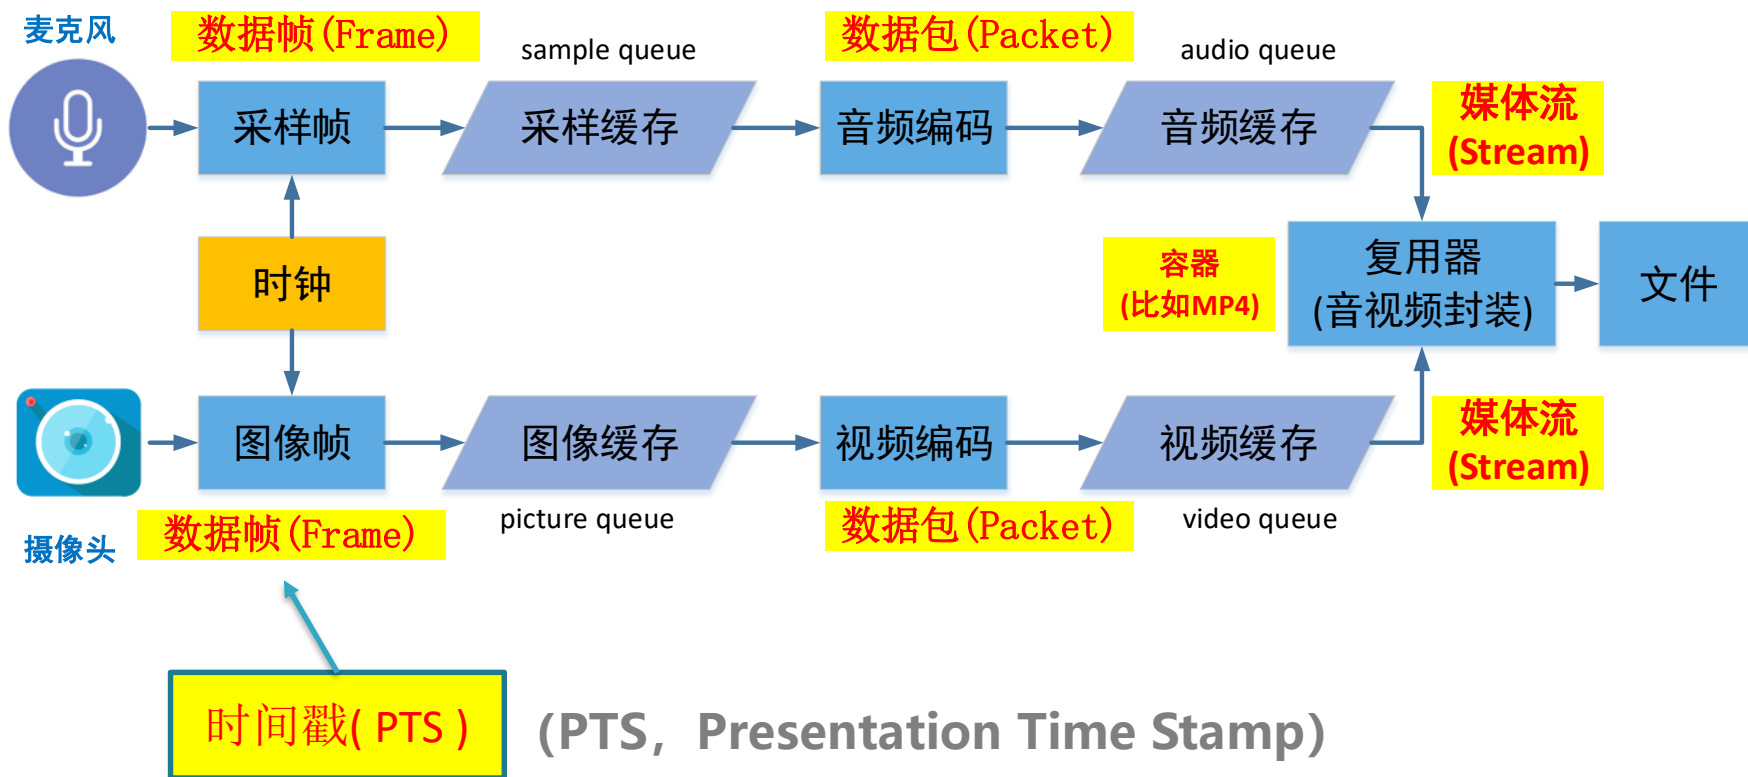 麦克风
数据帧(Frame)
sample queue
数据包(Packet)
audio queue
采样帧
采样缓存
音频编码
音频缓存
媒体流
(Stream)
时钟
容器
(比如MP4)
复用器
(音视频封装)
文件
图像帧
图像缓存
视频编码
视频缓存
媒体流
(Stream)
摄像头
数据帧(Frame)
picture queue
数据包(Packet)
video queue
时间戳( PTS )
(PTS，Presentation Time Stamp)